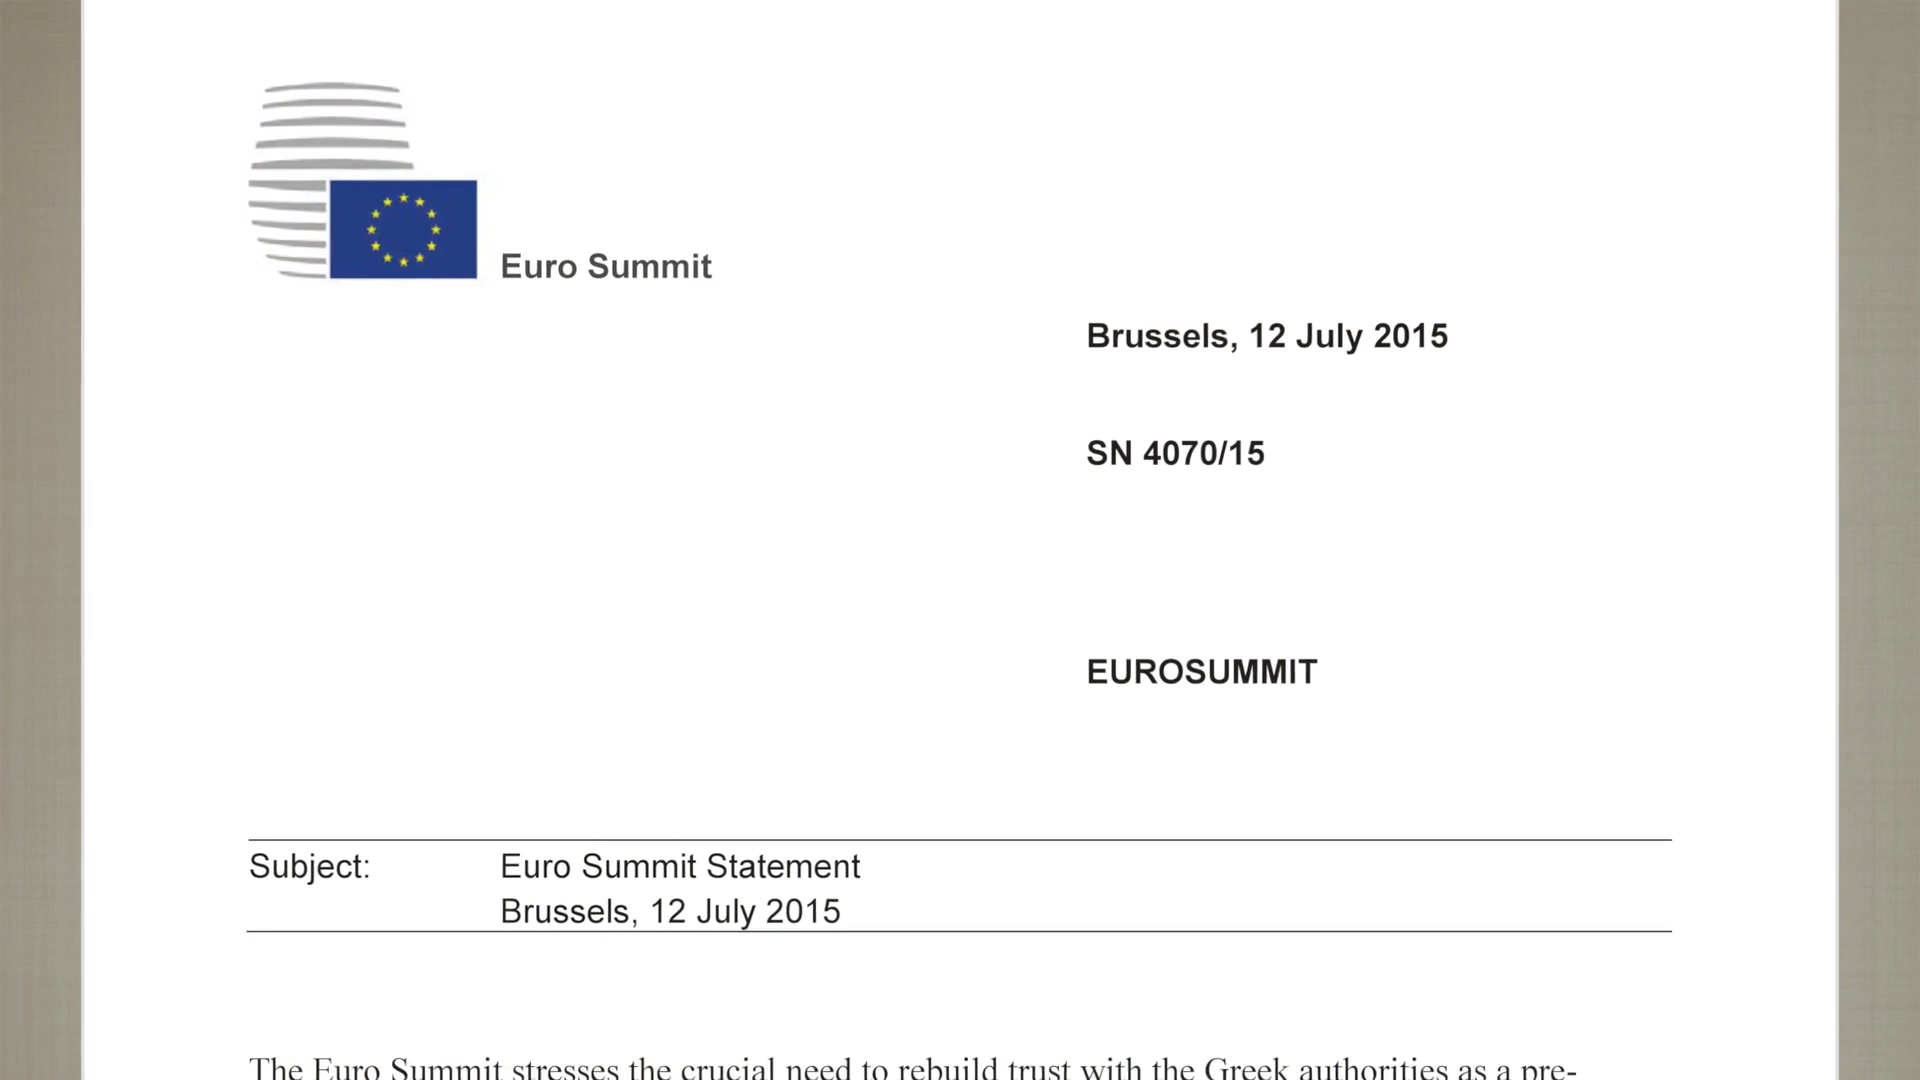 Euro Summit
Brussels, 12 July 2015
SN 4070/15
EUROSUMMIT
Subject: Euro Summit Statement
Brussels, 12 July 2015
The Euro Summit stresses the crucial need to rebuild trust with the Greek authorities as a pre-